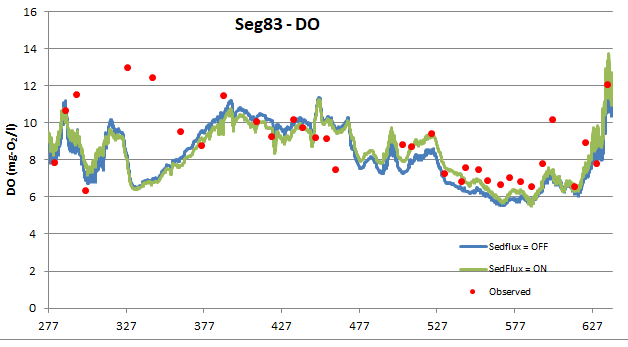 Seg83 - DO
16
14
12
10
8
6
4
2
0
DO (mg-O₂/l)
277 327 377 427 477 527 577 627
Sedflux = OFF
SedFlux = ON
Observed